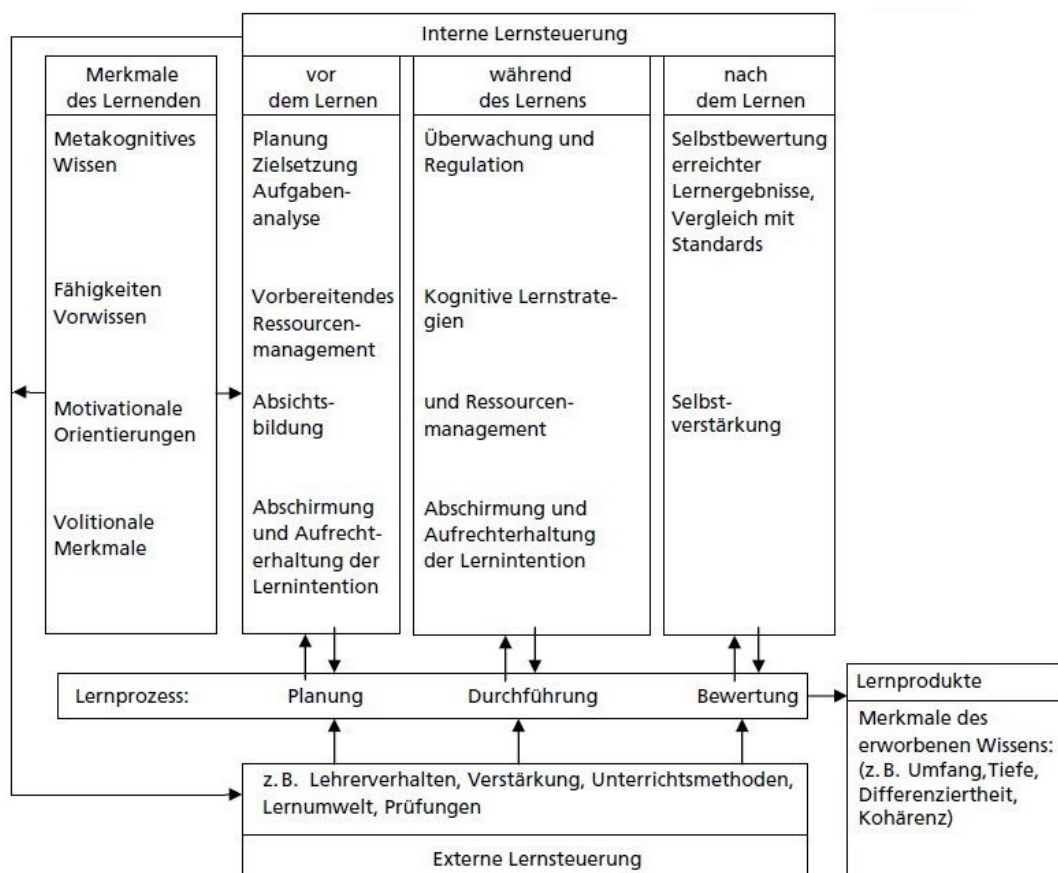 Interne Lernsteuerung
Merkmale
des Lernenden
Metakognitives
Wissen
Fähigkeiten
Vorwissen
Motivationale
Orientierungen
Volitionale
Merkmale
vor
dem Lernen
Planung
Zielsetzung
Aufgaben-
analyse
Vorbereitendes
Ressourcen-
management
Absichts-
bildung
Abschirmung
und Aufrecht-
erhaltung der
Lernintention
während
des Lernens
Überwachung und
Regulation
Kognitive Lernstrate-
gien
und Ressourcen-
management
Abschirmung und
Aufrechterhaltung
der Lernintention
nach
dem Lernen
Selbstbewertung
erreichter
Lernergebnisse,
Vergleich mit
Standards
Selbst-
verstärkung
Lernprozess: Planung Durchführung Bewertung
Lernprodukte
Merkmale des
erworbenen Wissens:
(z.B. Umfang,Tiefe,
Differenziertheit,
Kohärenz)
z.B. Lehrerverhalten, Verstärkung, Unterrichtsmethoden,
Lernumwelt, Prüfungen
Externe Lernsteuerung